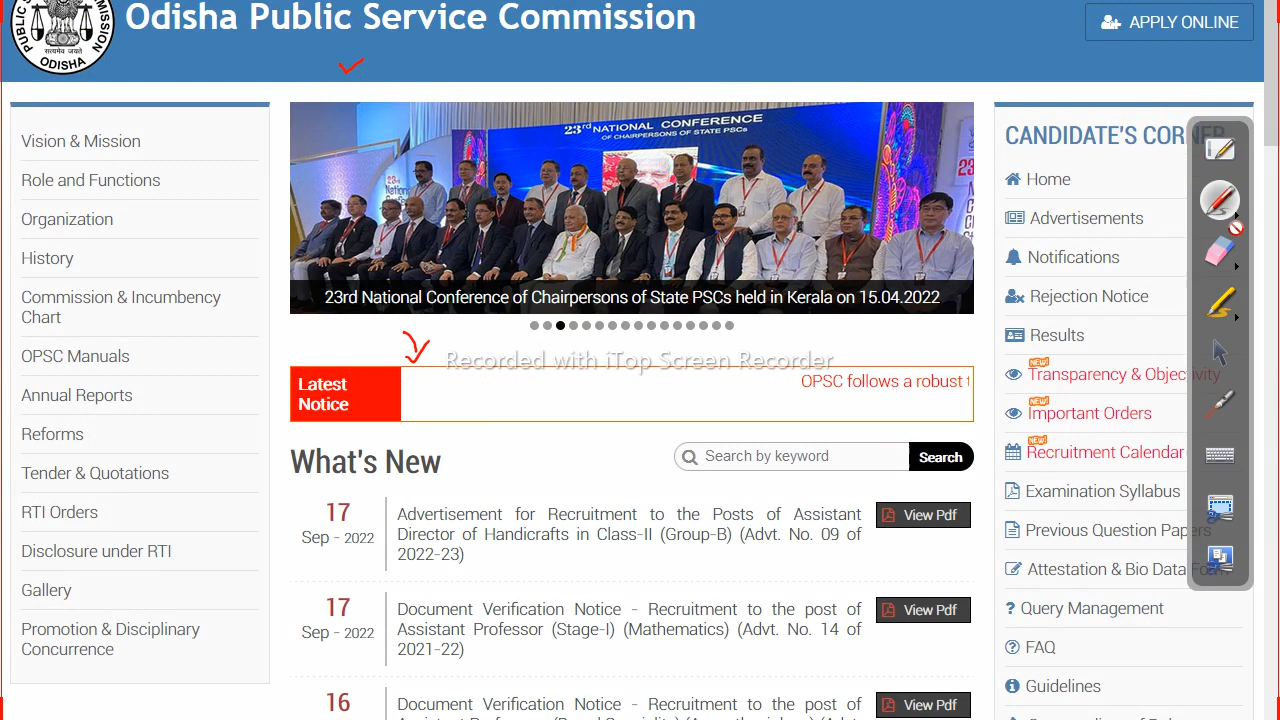 Odisha Public Service Commission
APPLY ONLINE
सत्यमेव जयते
ODISHA
Vision & Mission
Role and Functions
Organization
History
Commission & Incumbency
Chart
OPSC Manuals
Annual Reports
Reforms
Tender & Quotations
RTI Orders
Disclosure under RTI
Gallery
Promotion & Disciplinary
Concurrence
23rd NATIONAL CONFERENCE
OF CHAIRPERSONS OF STATE PSCs
23rd National Conference of Chairpersons of State PSCs held in Kerala on 15.04.2022
Recorded with iTop Screen Recorder
Latest
Notice
OPSC follows a robust
What's New
Search by keyword
Search
17
Sep - 2022
Advertisement for Recruitment to the Posts of Assistant
Director of Handicrafts in Class-II (Group-B) (Advt. No. 09 of
2022-23)
View Pdf
17
Sep - 2022
Document Verification Notice - Recruitment to the post of
Assistant Professor (Stage-I) (Mathematics) (Advt. No. 14 of
2021-22)
View Pdf
16
Document Verification Notice - Recruitment to the post of
View Pdf
CANDIDATE'S CORNER
Home
Advertisements
Notifications
Rejection Notice
Results
NEW!
Transparency & Objectivity
NEW!
Important Orders
NEW!
Recruitment Calendar
Examination Syllabus
Previous Question Papers
Attestation & Bio Data Form
Query Management
FAQ
Guidelines